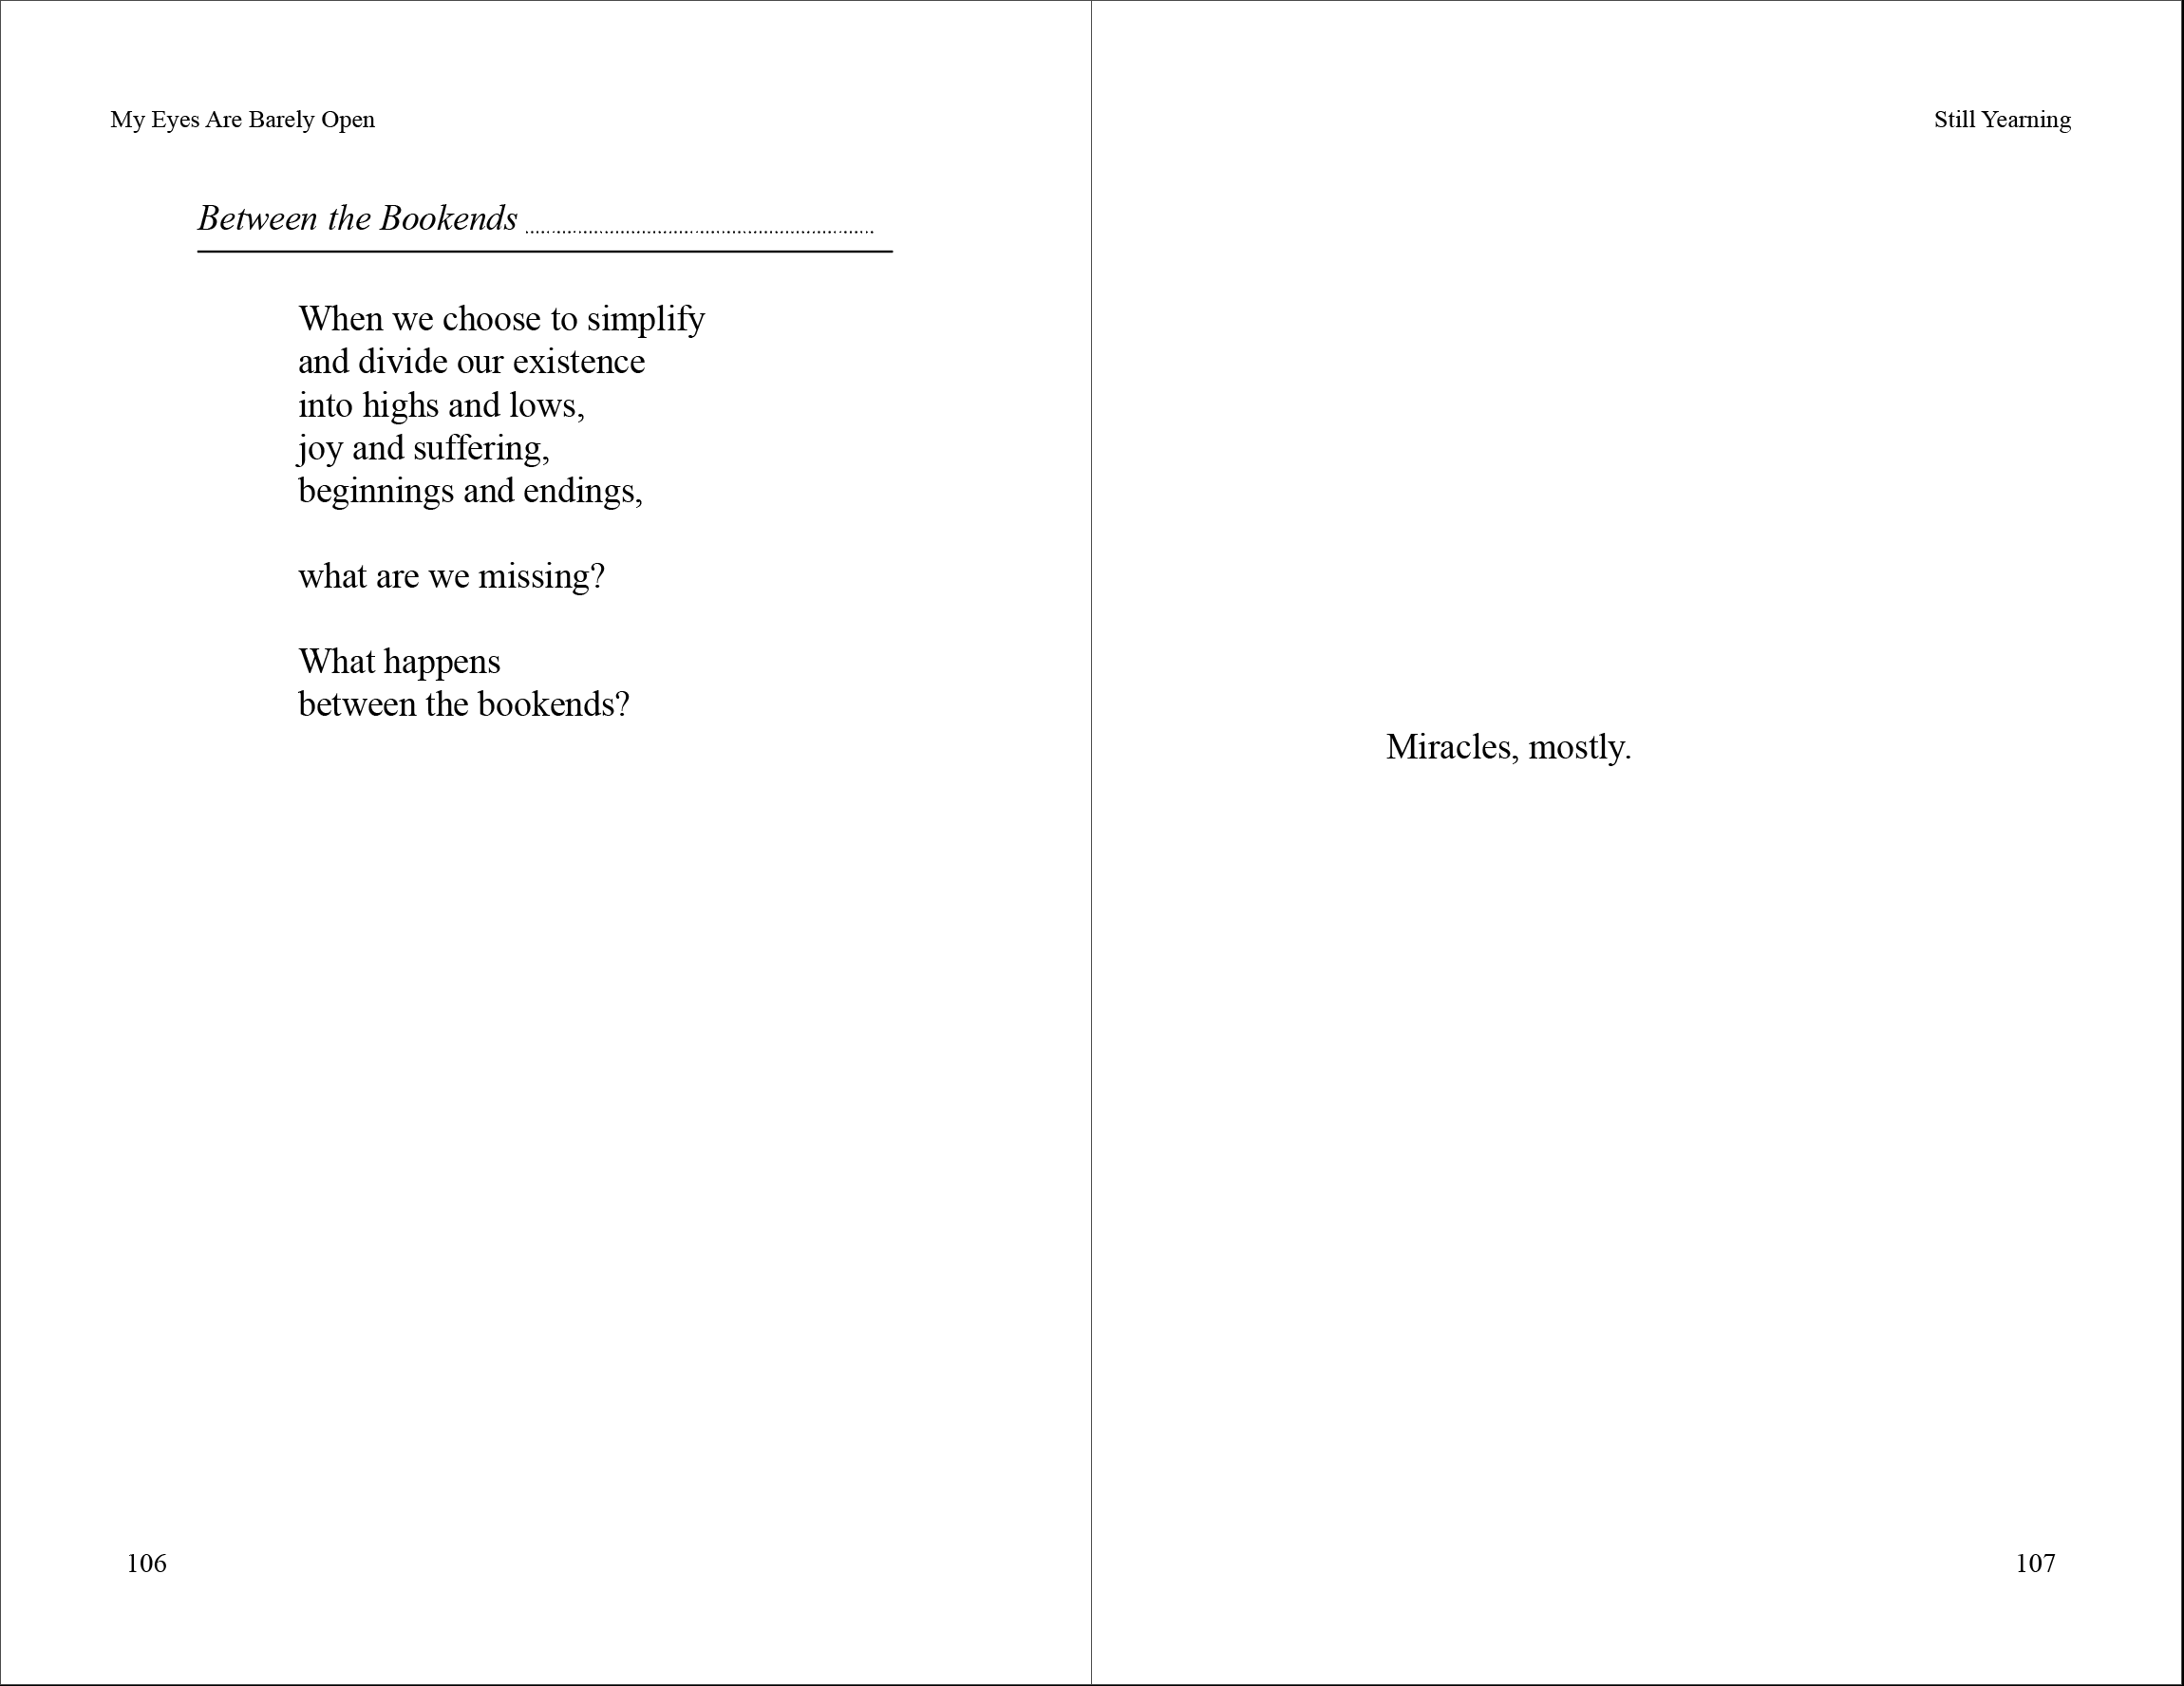 My Eyes Are Barely Open
Between the Bookends ..........................................................................
When we choose to simplify
and divide our existence
into highs and lows,
joy and suffering,
beginnings and endings,
what are we missing?
What happens
between the bookends?
106
Still Yearning
Miracles, mostly.
107